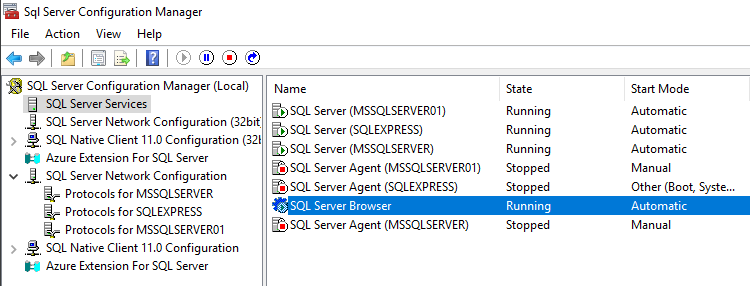 Sql Server Configuration Manager
File Action View Help
SQL Server Configuration Manager (Local)
SQL Server Services
SQL Server Network Configuration (32bit
SQL Native Client 11.0 Configuration (32
Azure Extension For SQL Server
SQL Server Network Configuration
Protocols for MSSQLSERVER
Protocols for SQLEXPRESS
Protocols for MSSQLSERVER01
SQL Native Client 11.0 Configuration
Azure Extension For SQL Server
Name State Start Mode
SQL Server (MSSQLSERVER01) Running Automatic
SQL Server (SQLEXPRESS) Running Automatic
SQL Server (MSSQLSERVER) Running Automatic
SQL Server Agent (MSSQLSERVER01) Stopped Manual
SQL Server Agent (SQLEXPRESS) Stopped Other (Boot, Syste...
SQL Server Browser Running Automatic
SQL Server Agent (MSSQLSERVER) Stopped Manual